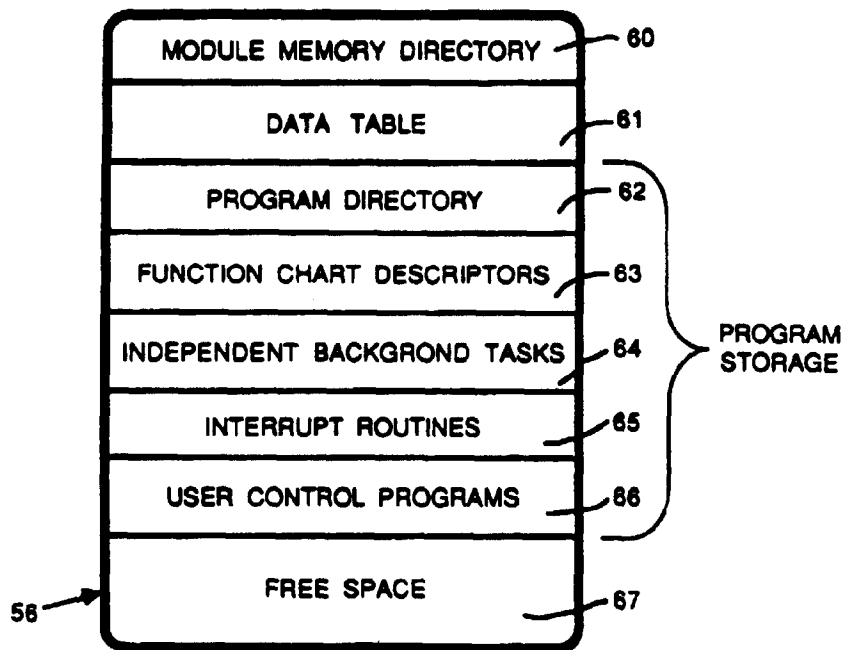 MODULE MEMORY DIRECTORY 60
DATA TABLE 61
PROGRAM DIRECTORY 62
FUNCTION CHART DESCRIPTORS 63
INDEPENDENT BACKGROND TASKS 64
INTERRUPT ROUTINES 65
USER CONTROL PROGRAMS 66
FREE SPACE 67
56
PROGRAM
STORAGE